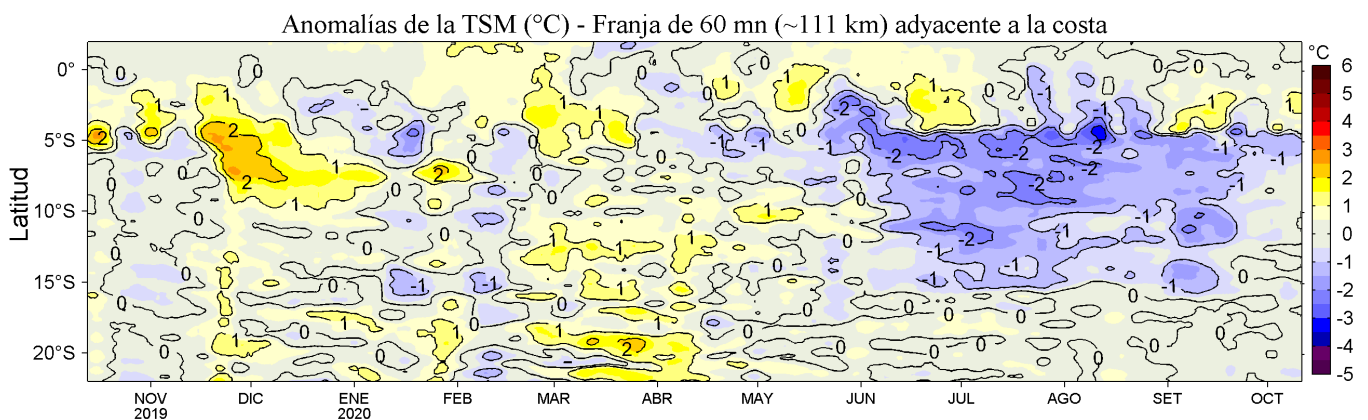 Anomalías de la TSM (°C) - Franja de 60 mn (~111 km) adyacente a la costa
°C
6
5
4
3
2
1
0
-1
-2
-3
-4
-5
Latitud
0°
5°S
10°S
15°S
20°S
NOV DIC ENE FEB MAR ABR MAY JUN JUL AGO SET OCT
2019 2020